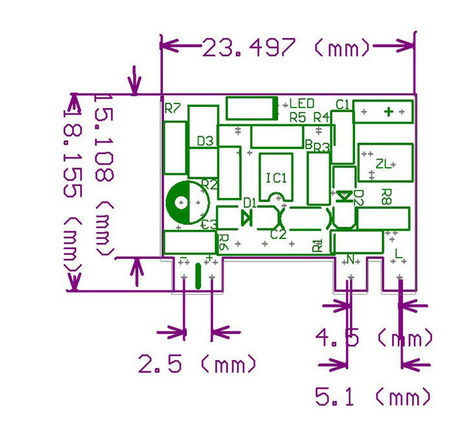 23.497 (mm)
15.108 (mm)
18.155 (mm)
R7
LED
C1
R5
R4
+
D3
B
R3
ZL
IC1
R2
D1
D2
R8
C3
C2
R6
R1
N
L
-
+
2.5 (mm)
4.5 (mm)
5.1 (mm)